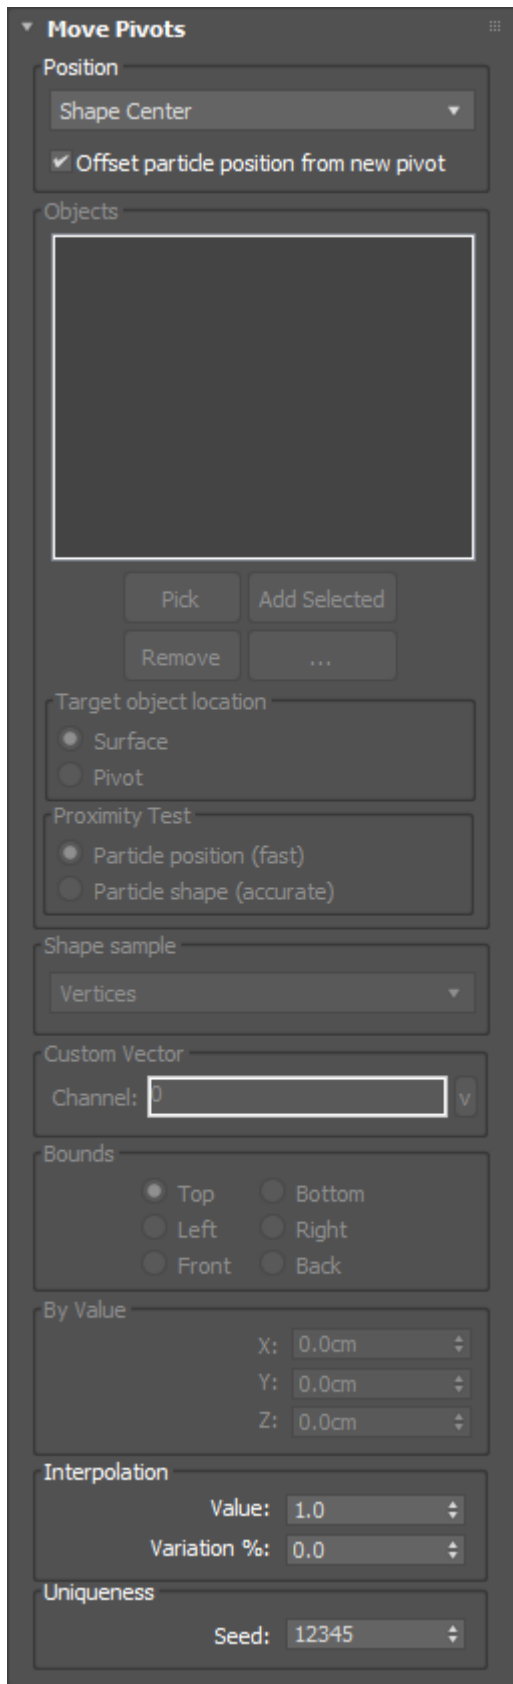 Move Pivots
Position
Shape Center
Offset particle position from new pivot
Objects
Pick Add Selected
Remove ...
Target object location
Surface
Pivot
Proximity Test
Particle position (fast)
Particle shape (accurate)
Shape sample
Vertices
Custom Vector
Channel: 0 v
Bounds
Top Bottom
Left Right
Front Back
By Value
X: 0.0cm
Y: 0.0cm
Z: 0.0cm
Interpolation
Value: 1.0
Variation %: 0.0
Uniqueness
Seed: 12345